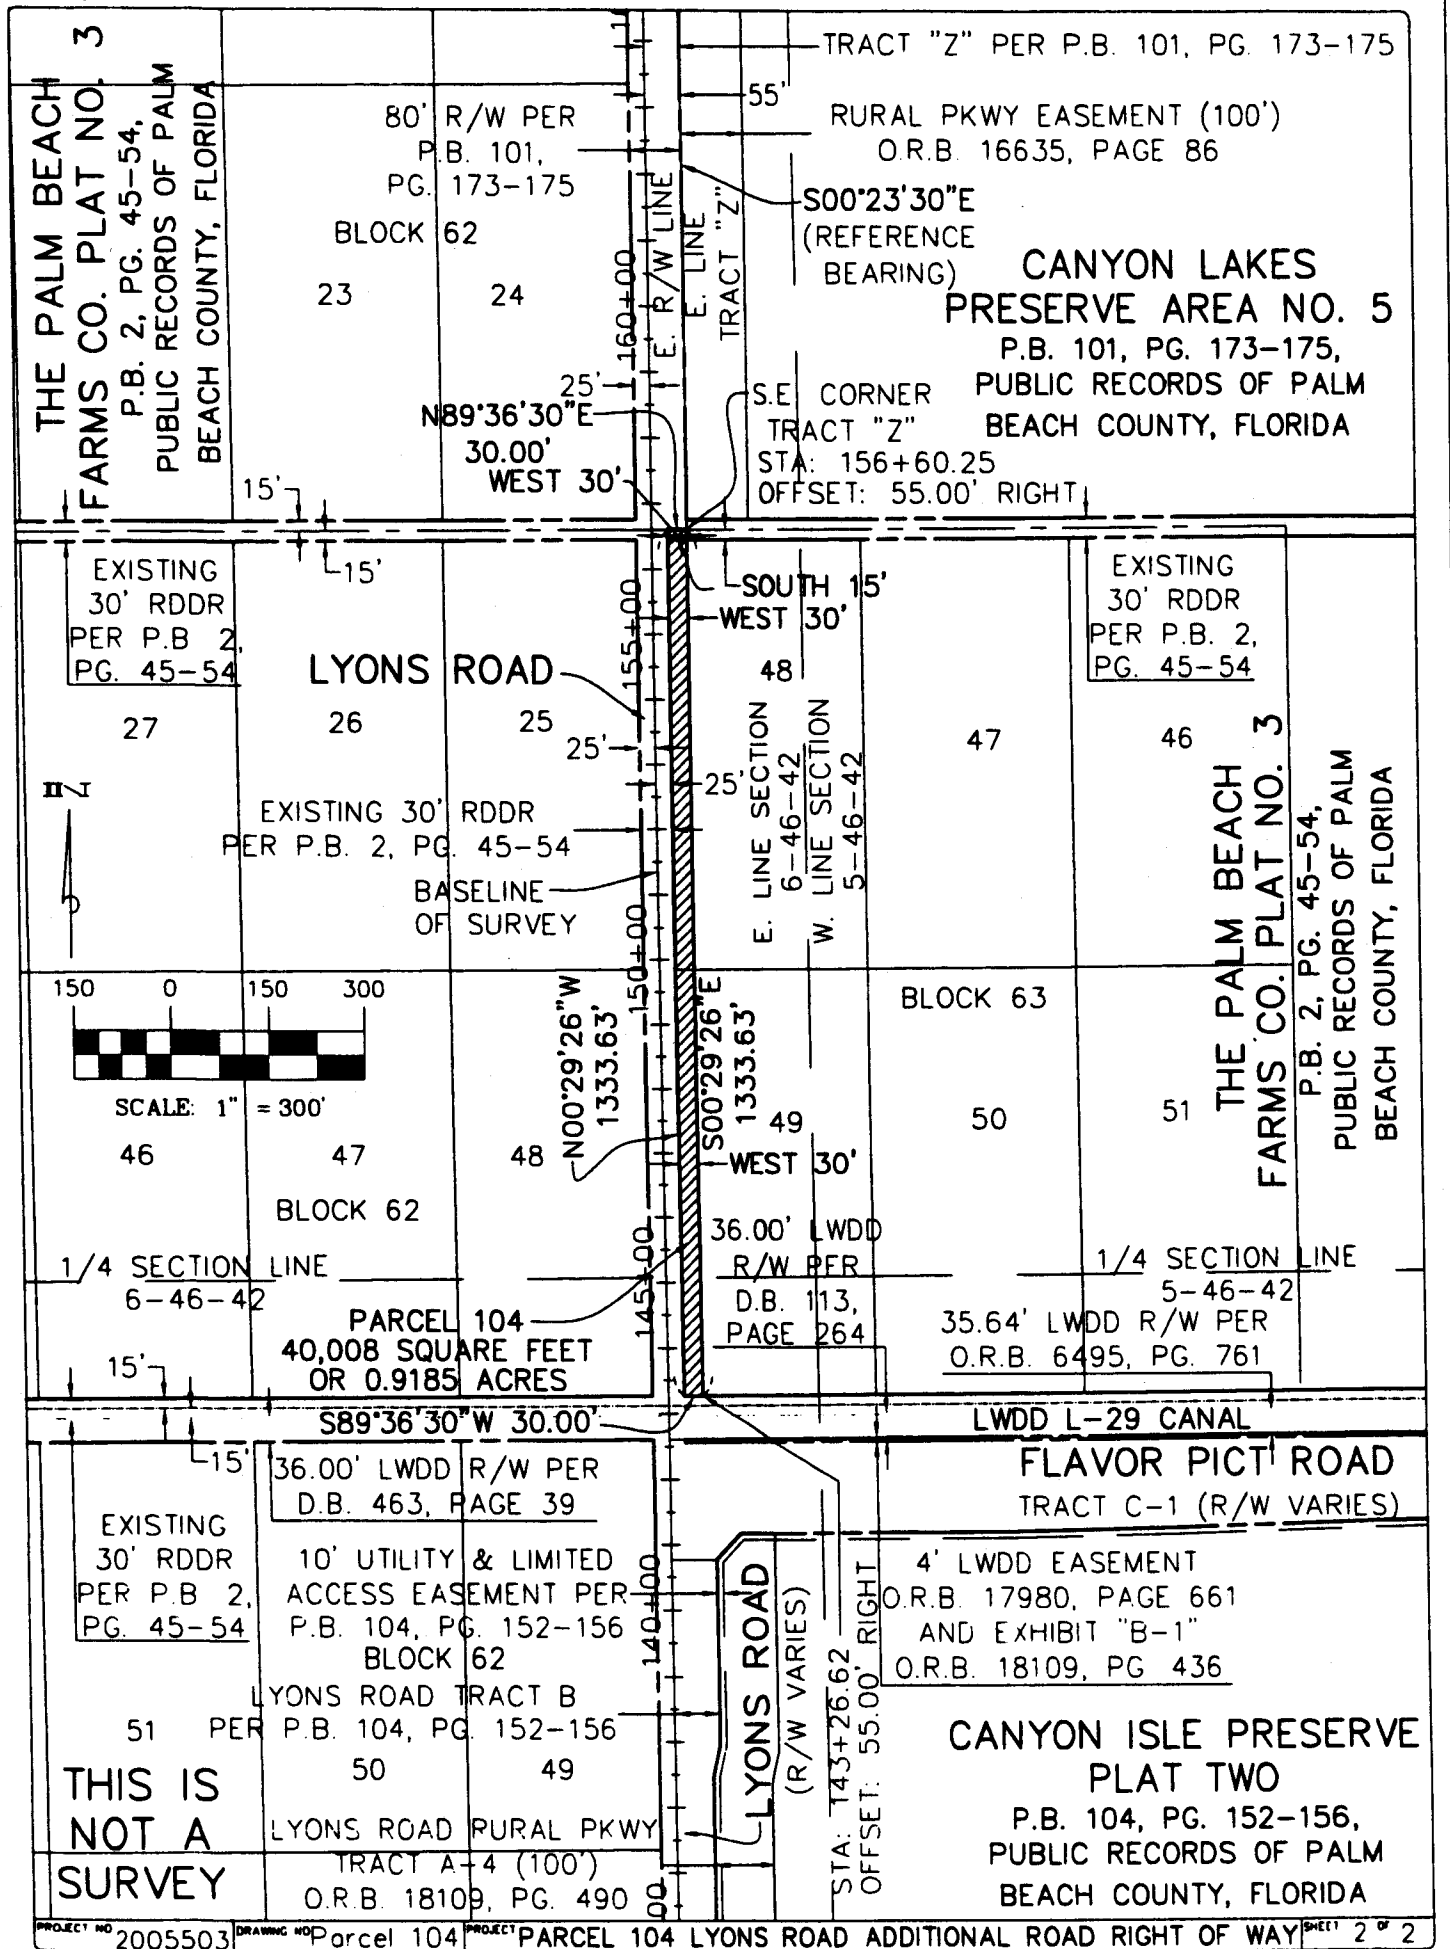 THE PALM BEACH
FARMS CO. PLAT NO. 3
P.B. 2, PG. 45-54,
PUBLIC RECORDS OF PALM
BEACH COUNTY, FLORIDA
TRACT "Z" PER P.B. 101, PG. 173-175
55'
80' R/W PER
P.B. 101,
PG. 173-175
RURAL PKWY EASEMENT (100')
O.R.B. 16635, PAGE 86
S00°23'30"E
(REFERENCE
BEARING)
BLOCK 62
23
24
160+00
E. R/W LINE
E. LINE
TRACT "Z"
CANYON LAKES
PRESERVE AREA NO. 5
P.B. 101, PG. 173-175,
PUBLIC RECORDS OF PALM
BEACH COUNTY, FLORIDA
25'
N89°36'30"E
30.00'
WEST 30'
S.E. CORNER
TRACT "Z"
STA: 156+60.25
OFFSET: 55.00' RIGHT
15'
15'
EXISTING
30' RDDR
PER P.B 2,
PG. 45-54
SOUTH 15'
WEST 30'
EXISTING
30' RDDR
PER P.B. 2,
PG. 45-54
LYONS ROAD
155+00
48
27
26
25
25'
25'
E. LINE SECTION
6-46-42
W. LINE SECTION
5-46-42
47
46
EXISTING 30' RDDR
PER P.B. 2, PG. 45-54
BASELINE
OF SURVEY
150+00
THE PALM BEACH
FARMS CO. PLAT NO. 3
P.B. 2, PG. 45-54,
PUBLIC RECORDS OF PALM
BEACH COUNTY, FLORIDA
150 0 150 300
SCALE: 1" = 300'
N00°29'26"W
1333.63'
S00°29'26"E
1333.63'
BLOCK 63
46
47
48
49
50
51
WEST 30'
BLOCK 62
36.00' LWDD
R/W PER
D.B. 113,
PAGE 264
1/4 SECTION LINE
6-46-42
1/4 SECTION LINE
5-46-42
145+00
PARCEL 104
40,008 SQUARE FEET
OR 0.9185 ACRES
35.64' LWDD R/W PER
O.R.B. 6495, PG. 761
15'
S89°36'30"W 30.00'
LWDD L-29 CANAL
15'
36.00' LWDD R/W PER
D.B. 463, PAGE 39
FLAVOR PICT ROAD
TRACT C-1 (R/W VARIES)
EXISTING
30' RDDR
PER P.B 2,
PG. 45-54
10' UTILITY & LIMITED
ACCESS EASEMENT PER
P.B. 104, PG. 152-156
BLOCK 62
140+00
LYONS ROAD
(R/W VARIES)
STA: 143+26.62
OFFSET: 55.00' RIGHT
4' LWDD EASEMENT
O.R.B. 17980, PAGE 661
AND EXHIBIT "B-1"
O.R.B. 18109, PG 436
LYONS ROAD TRACT B
PER P.B. 104, PG. 152-156
51
50
49
CANYON ISLE PRESERVE
PLAT TWO
P.B. 104, PG. 152-156,
PUBLIC RECORDS OF PALM
BEACH COUNTY, FLORIDA
THIS IS
NOT A
SURVEY
LYONS ROAD RURAL PKWY
TRACT A-4 (100')
O.R.B. 18109, PG. 490
00
PROJECT NO 2005503 DRAWING NO Parcel 104 PROJECT PARCEL 104 LYONS ROAD ADDITIONAL ROAD RIGHT OF WAY SHEET 2 OF 2